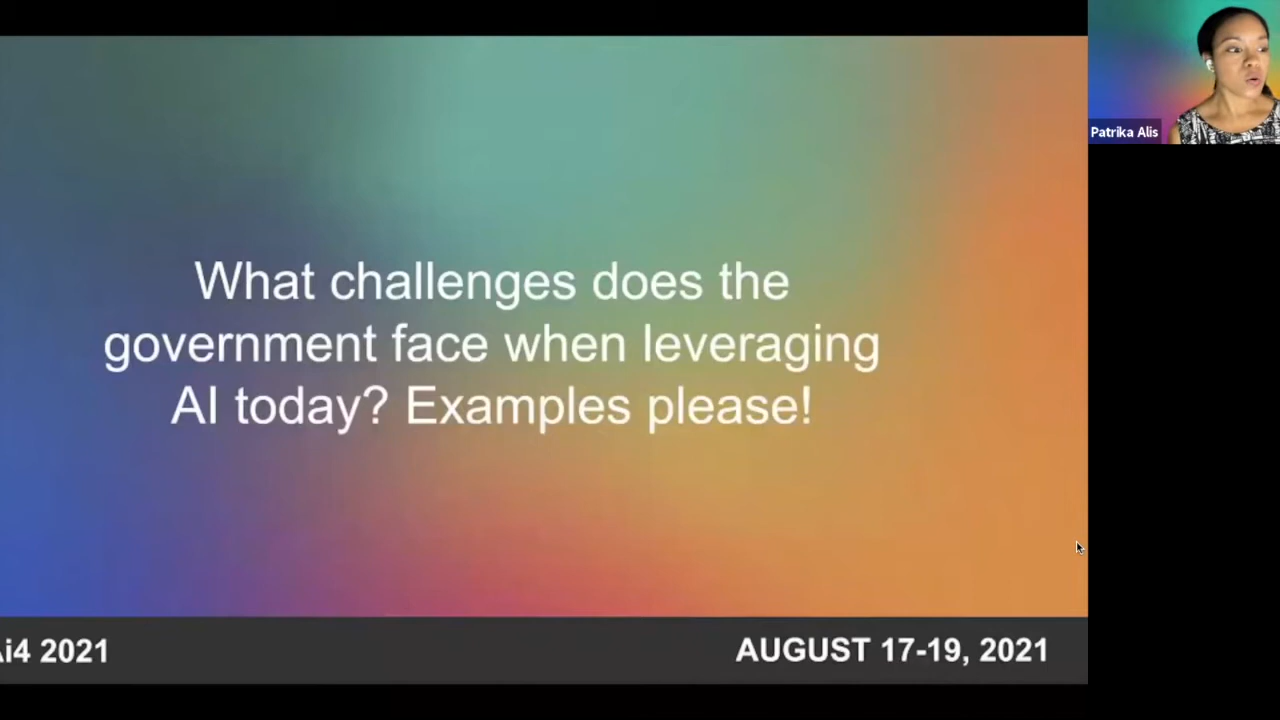 What challenges does the
government face when leveraging
AI today? Examples please!
Ai4 2021
AUGUST 17-19, 2021
Patrika Alis